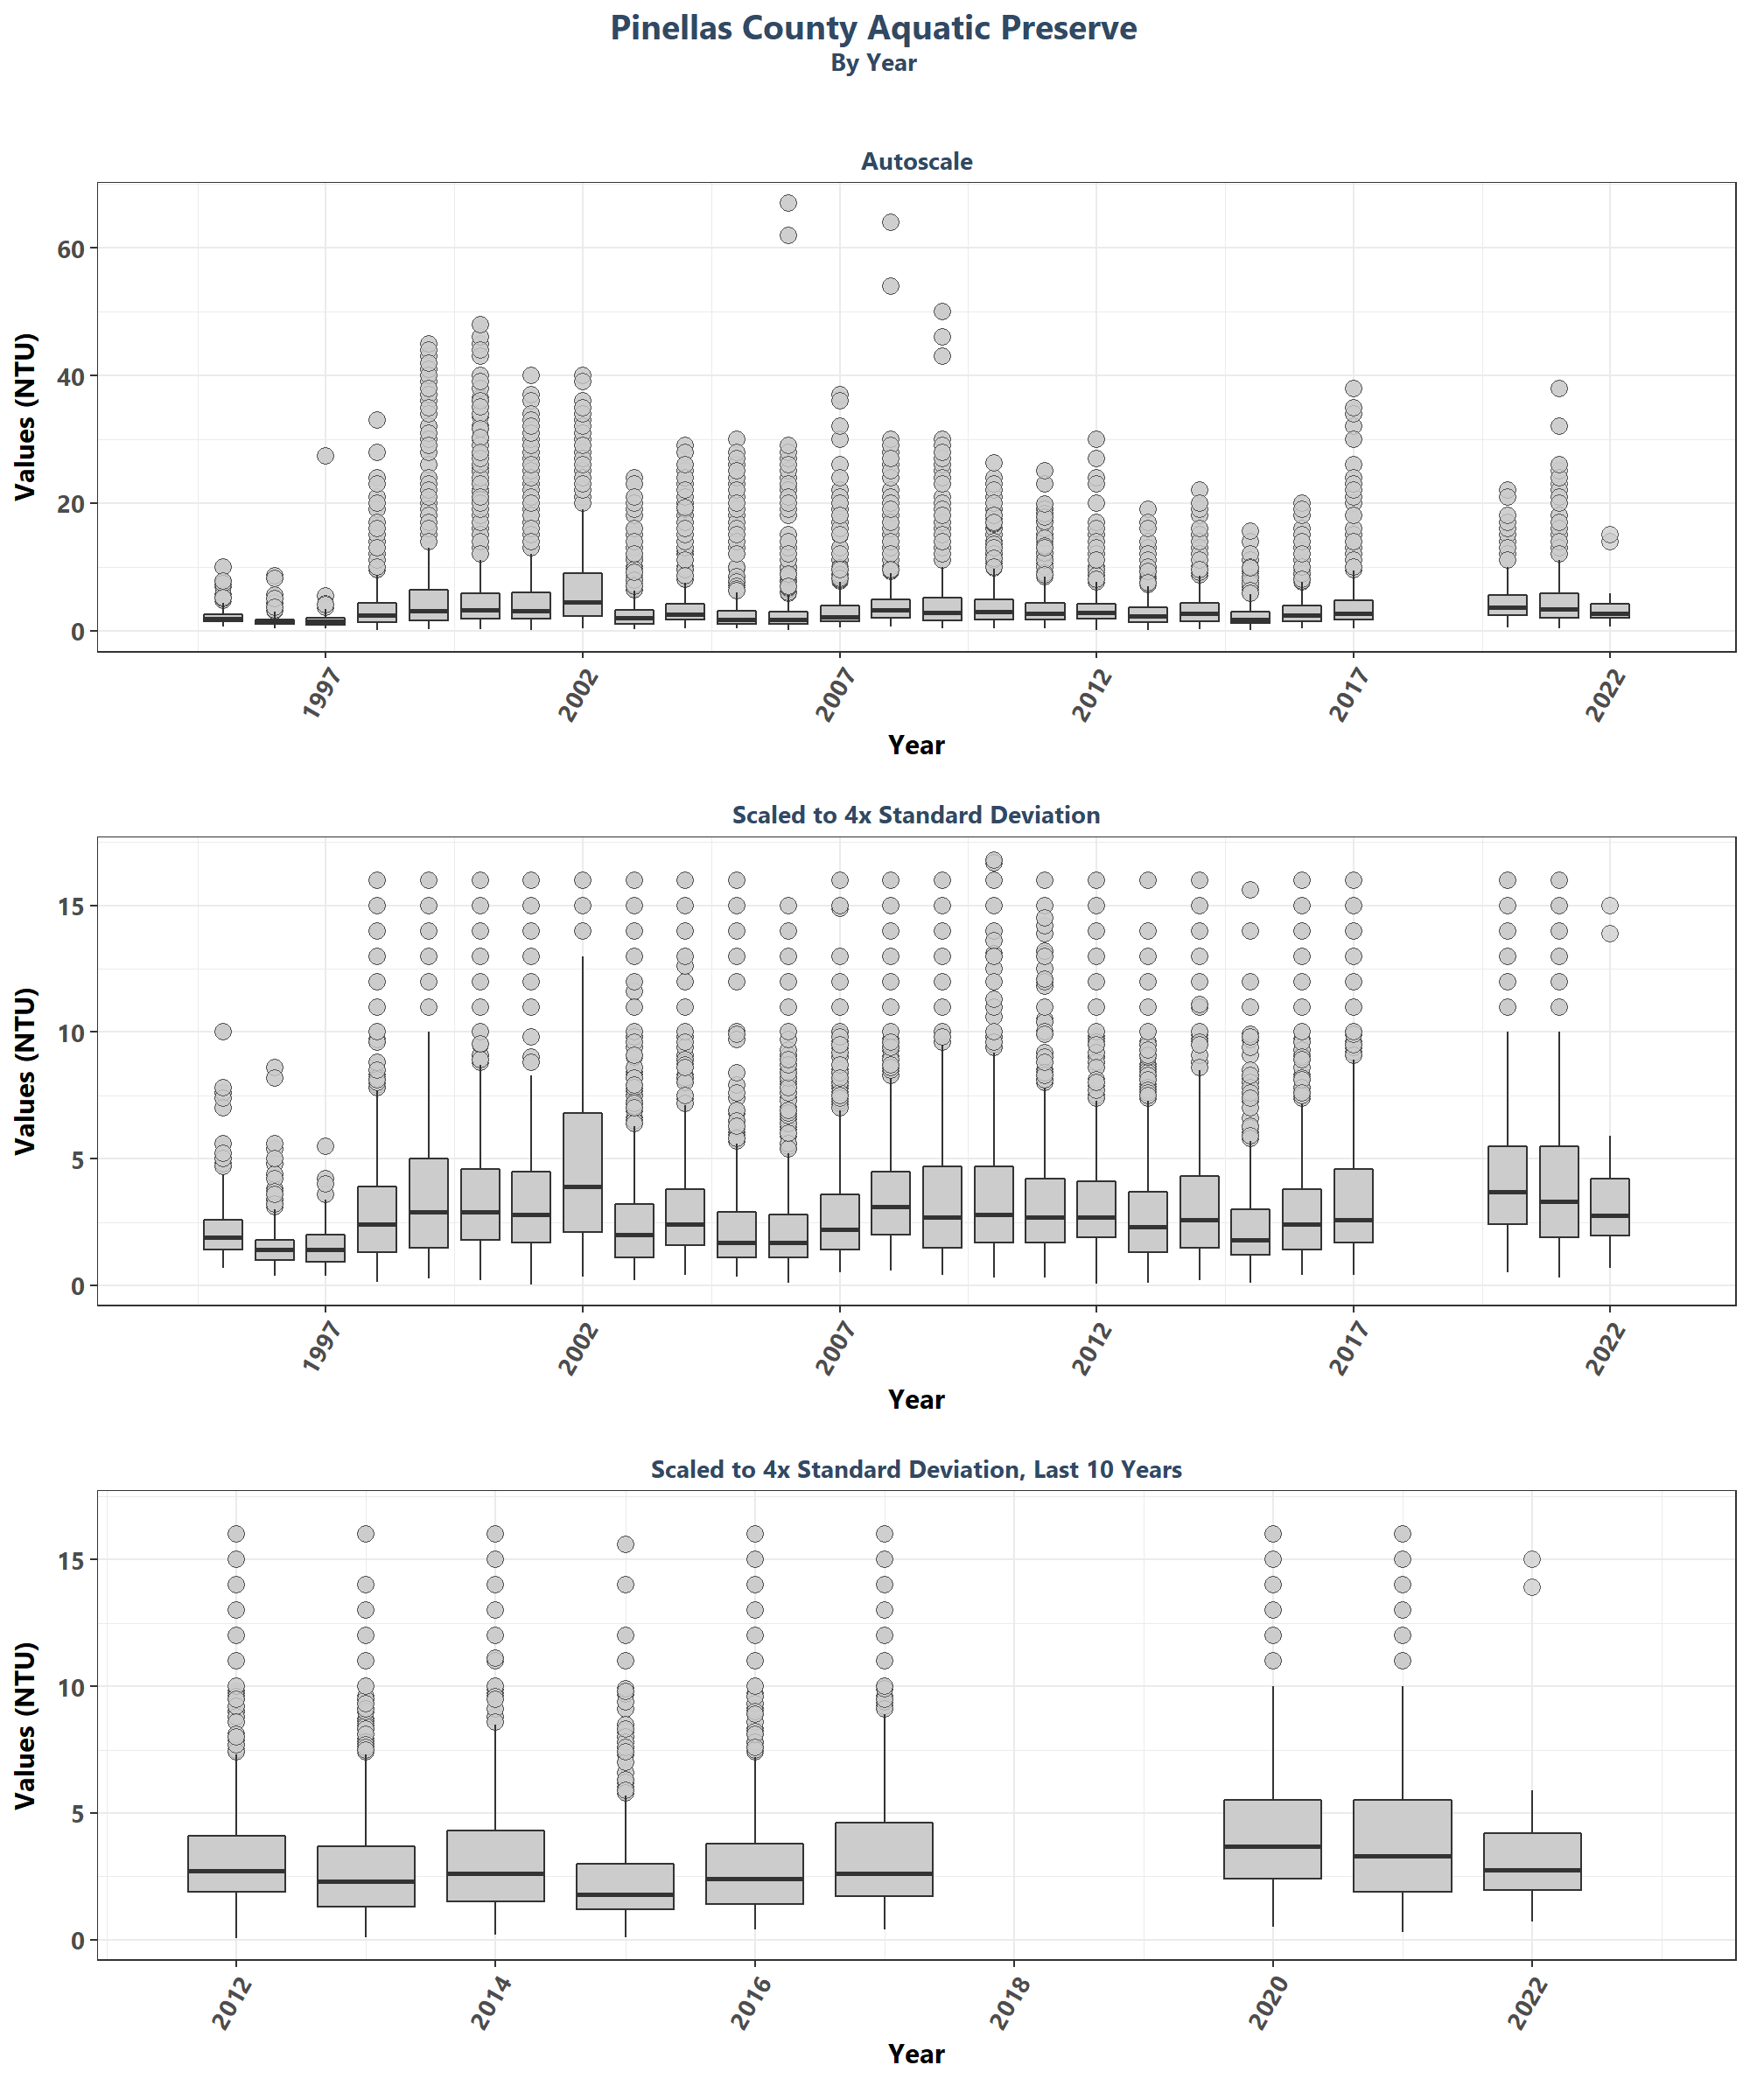 Pinellas County Aquatic Preserve
By Year
Autoscale
Values (NTU)
60
40
20
0
1997
2002
2007
2012
2017
2022
Year
Scaled to 4x Standard Deviation
Values (NTU)
15
10
5
0
1997
2002
2007
2012
2017
2022
Year
Scaled to 4x Standard Deviation, Last 10 Years
Values (NTU)
15
10
5
0
2012
2014
2016
2018
2020
2022
Year